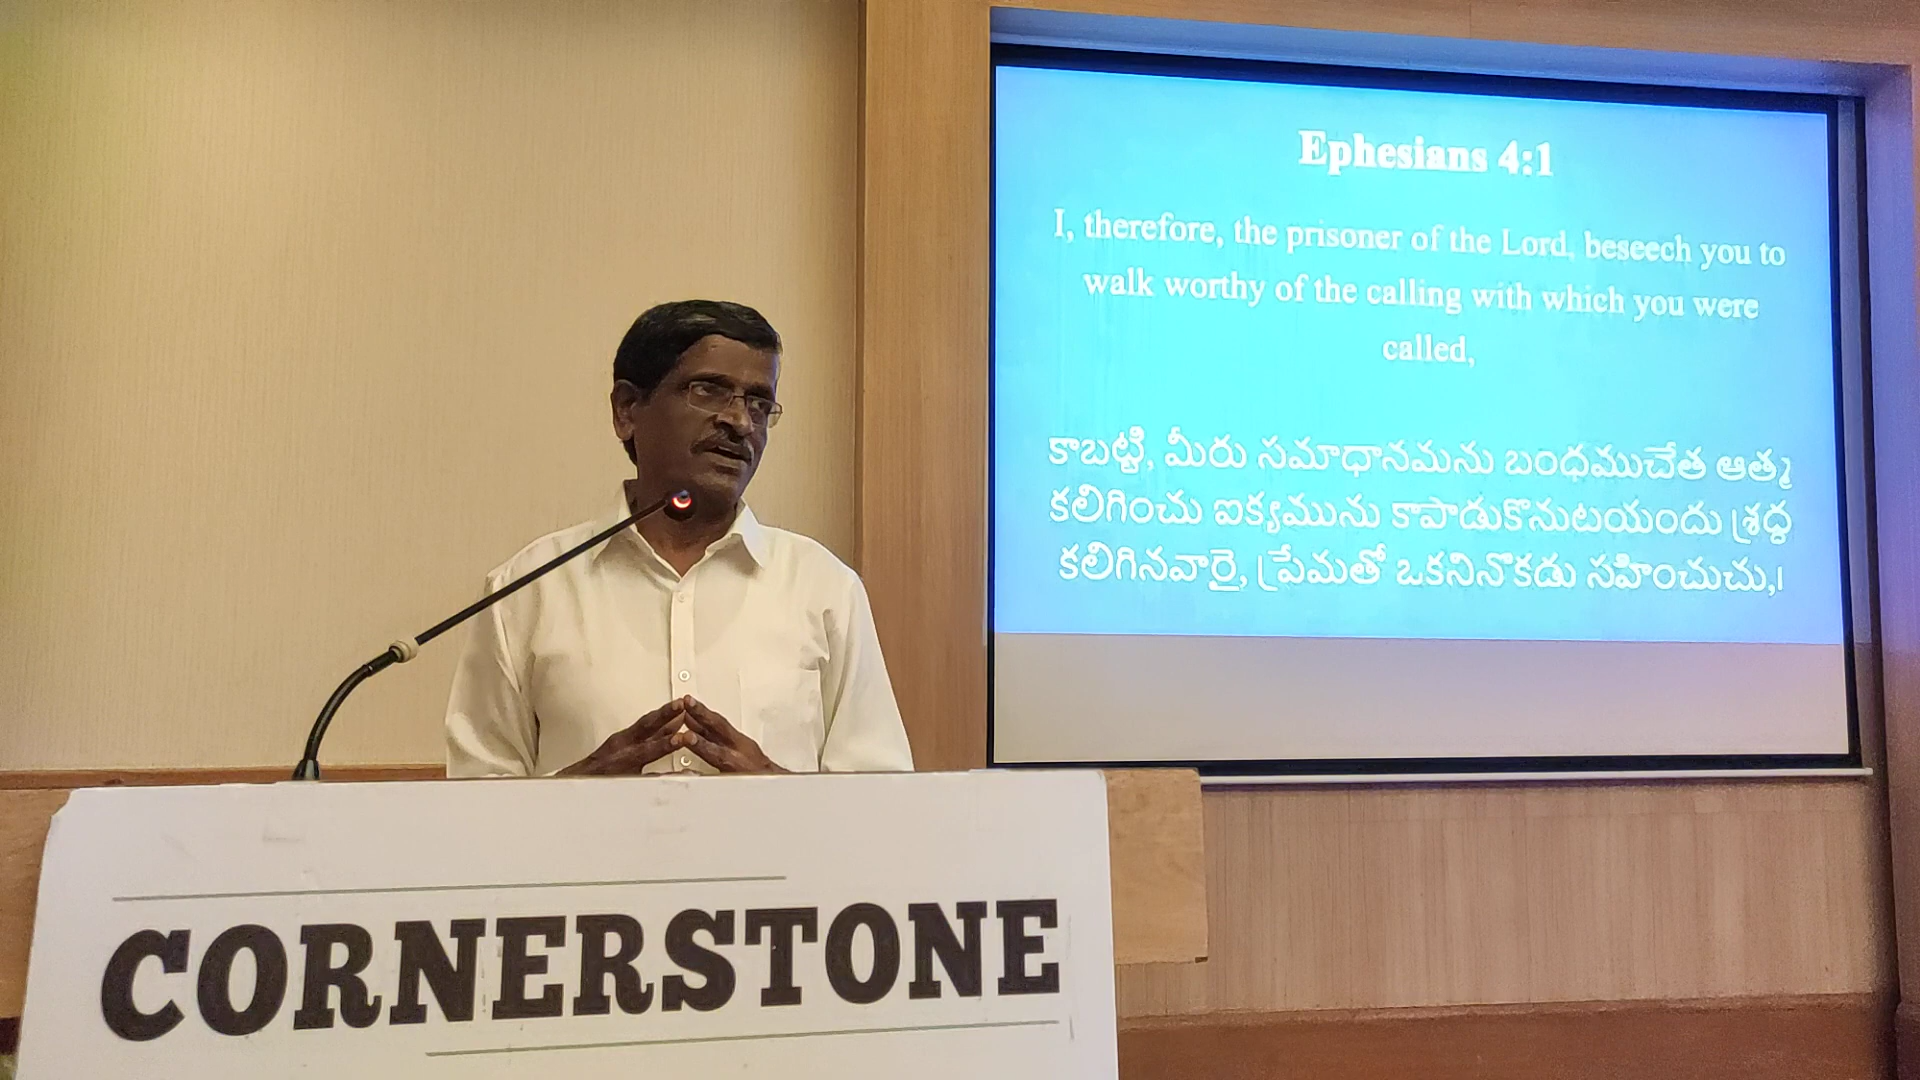 Ephesians 4:1
I, therefore, the prisoner of the Lord, beseech you to
walk worthy of the calling with which you were
called,
కాబట్టి, మీరు సమాధానమను బంధముచేత ఆత్మ
కలిగించు ఐక్యమును కాపాడుకొనుటయందు శ్రద్ధ
కలిగినవారై, ప్రేమతో ఒకనినొకడు సహించుచు,।
CORNERSTONE